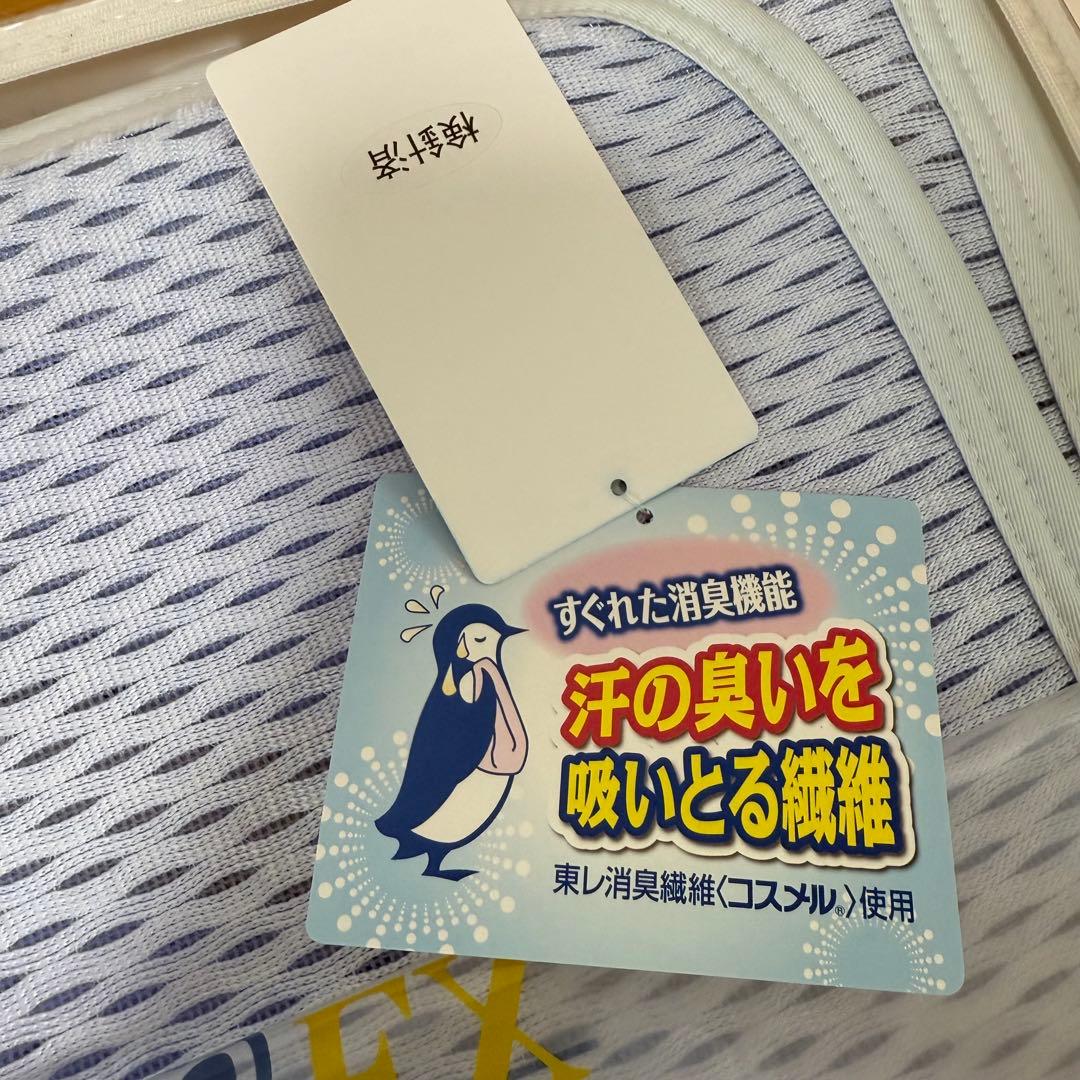 検針済
すぐれた消臭機能
汗の臭いを
吸いとる繊維
東レ消臭繊維〈コスメル®〉使用
EX